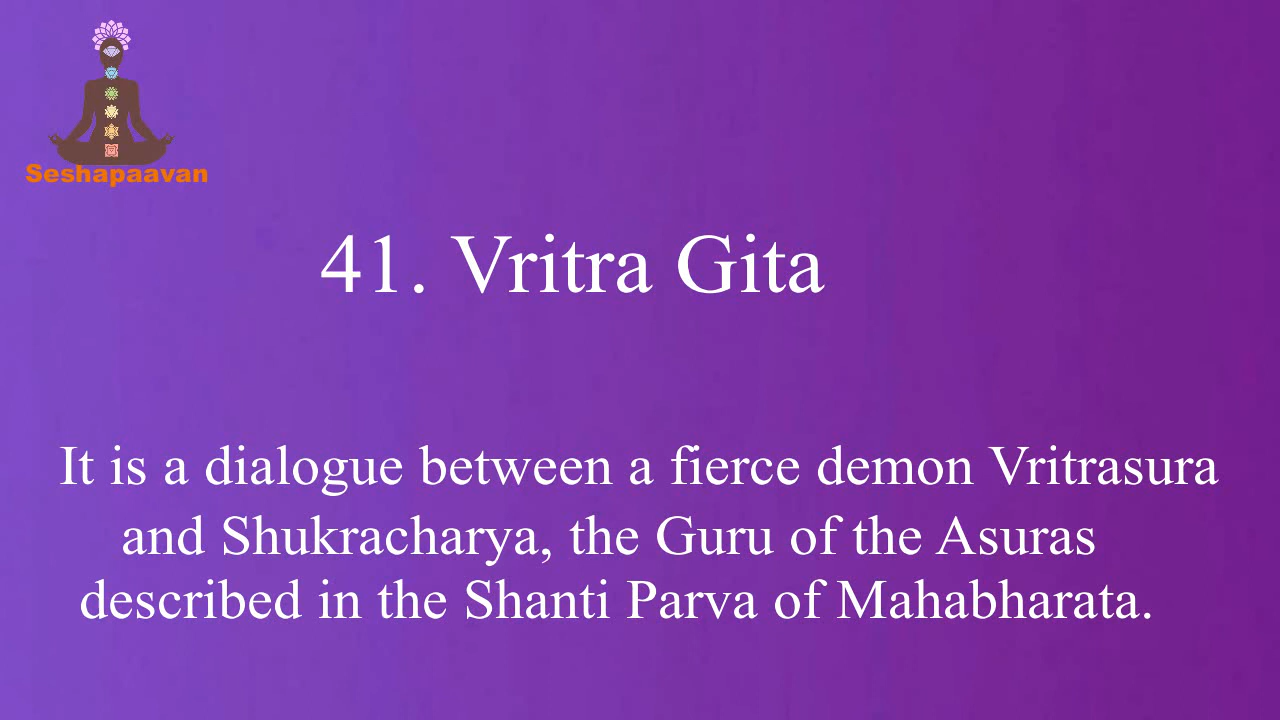 Seshapaavan
41. Vritra Gita
It is a dialogue between a fierce demon Vritrasura
and Shukracharya, the Guru of the Asuras
described in the Shanti Parva of Mahabharata.